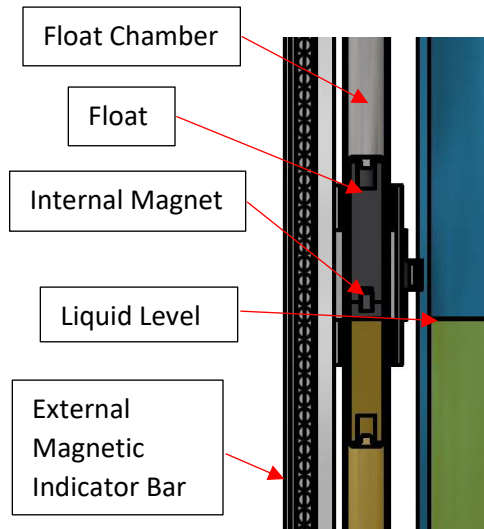 Float Chamber
Float
Internal Magnet
Liquid Level
External
Magnetic
Indicator Bar